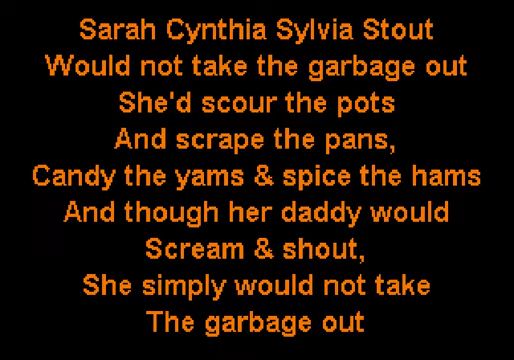 Sarah Cynthia Sylvia Stout
Would not take the garbage out
She'd scour the pots
And scrape the pans,
Candy the yams & spice the hams
And though her daddy would
Scream & shout,
She simply would not take
The garbage out